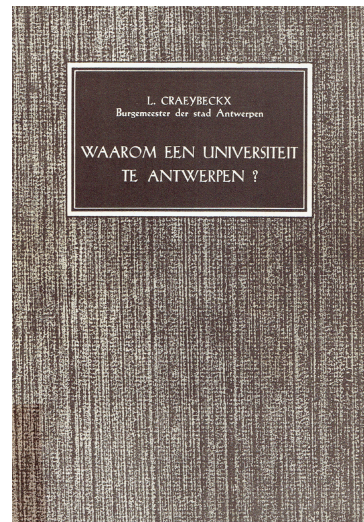 L. CRAEYBECKX
Burgemeester der stad Antwerpen
WAAROM EEN UNIVERSITEIT
TE ANTWERPEN ?